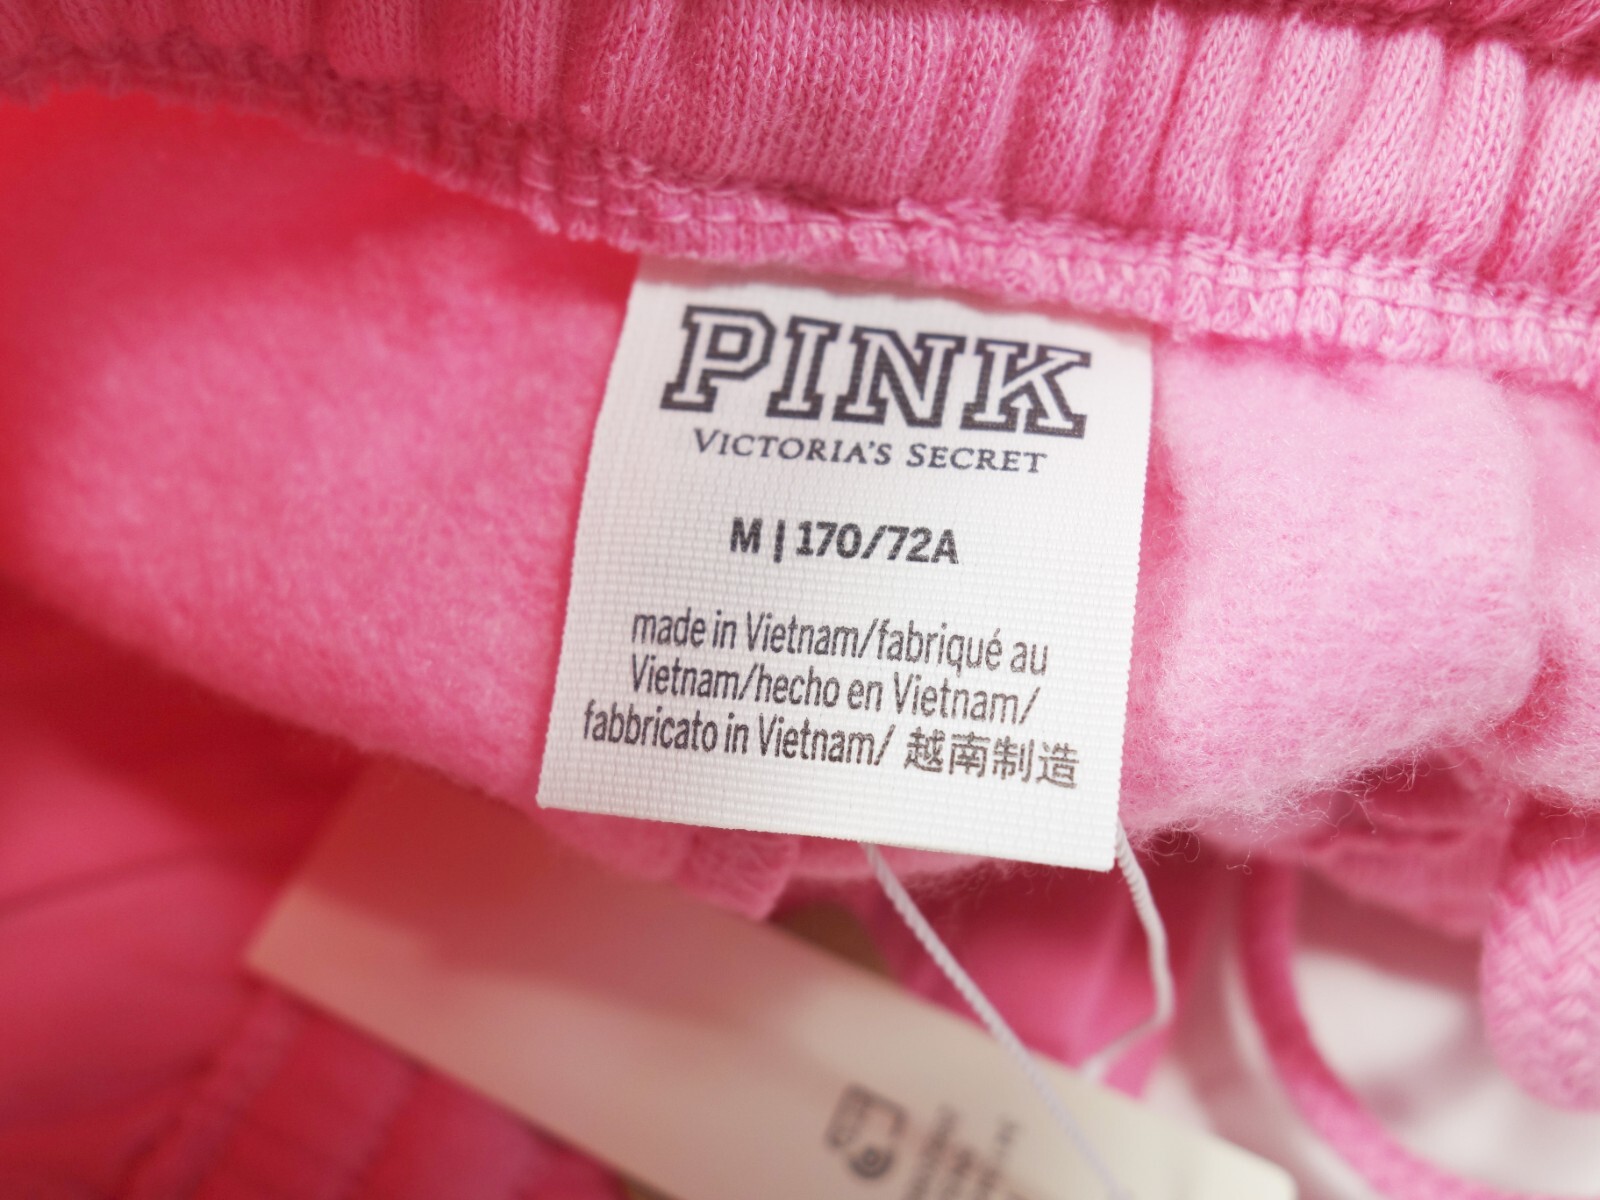 PINK
VICTORIA'S SECRET
M | 170/72A
made in Vietnam/fabriqué au
Vietnam/hecho en Vietnam/
fabbricato in Vietnam/ 越南制造